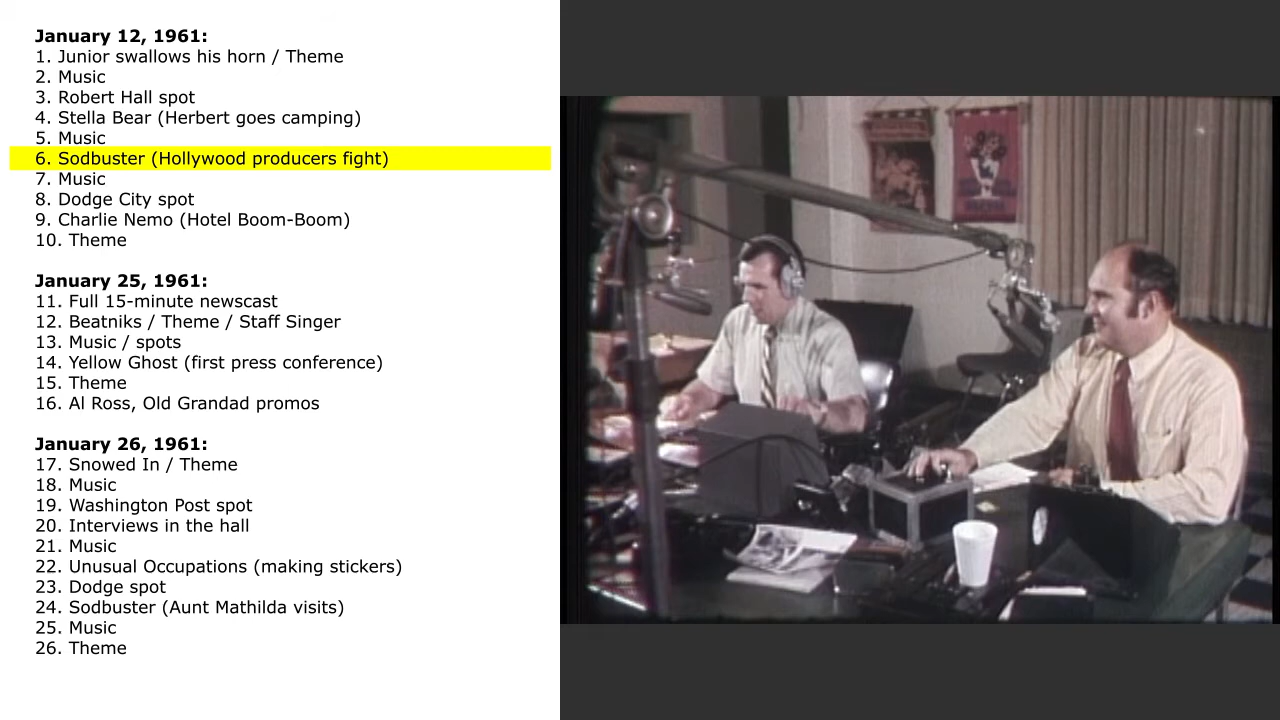 January 12, 1961:
1. Junior swallows his horn / Theme
2. Music
3. Robert Hall spot
4. Stella Bear (Herbert goes camping)
5. Music
6. Sodbuster (Hollywood producers fight)
7. Music
8. Dodge City spot
9. Charlie Nemo (Hotel Boom-Boom)
10. Theme
January 25, 1961:
11. Full 15-minute newscast
12. Beatniks / Theme / Staff Singer
13. Music / spots
14. Yellow Ghost (first press conference)
15. Theme
16. Al Ross, Old Grandad promos
January 26, 1961:
17. Snowed In / Theme
18. Music
19. Washington Post spot
20. Interviews in the hall
21. Music
22. Unusual Occupations (making stickers)
23. Dodge spot
24. Sodbuster (Aunt Mathilda visits)
25. Music
26. Theme